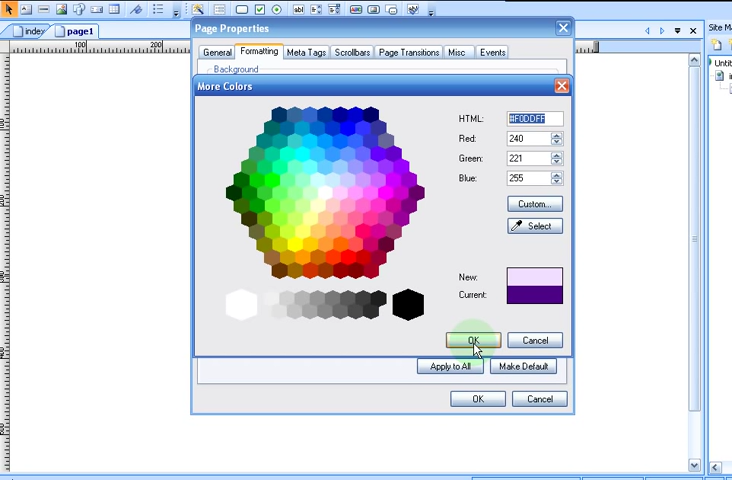 index
page1
Page Properties
Site Ma
General
Formatting
Meta Tags
Scrollbars
Page Transitions
Misc
Events
Background
100
200
Untit
More Colors
HTML: #F0DDFF
Red: 240
Green: 221
Blue: 255
Custom...
Select
New:
Current:
OK
Cancel
Apply to All
Make Default
OK
Cancel